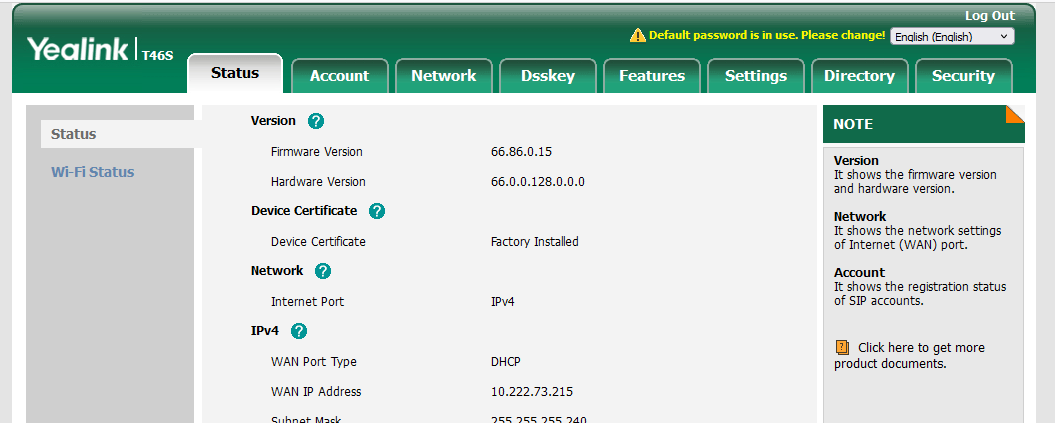 Log Out
Default password is in use. Please change!
English (English)
Yealink T46S
Status
Account
Network
Dsskey
Features
Settings
Directory
Security
Status
Wi-Fi Status
Version ?
Firmware Version 66.86.0.15
Hardware Version 66.0.0.128.0.0.0
Device Certificate ?
Device Certificate Factory Installed
Network ?
Internet Port IPv4
IPv4 ?
WAN Port Type DHCP
WAN IP Address 10.222.73.215
Subnet Mask 255.255.255.240
NOTE
Version
It shows the firmware version
and hardware version.
Network
It shows the network settings
of Internet (WAN) port.
Account
It shows the registration status
of SIP accounts.
? Click here to get more
product documents.